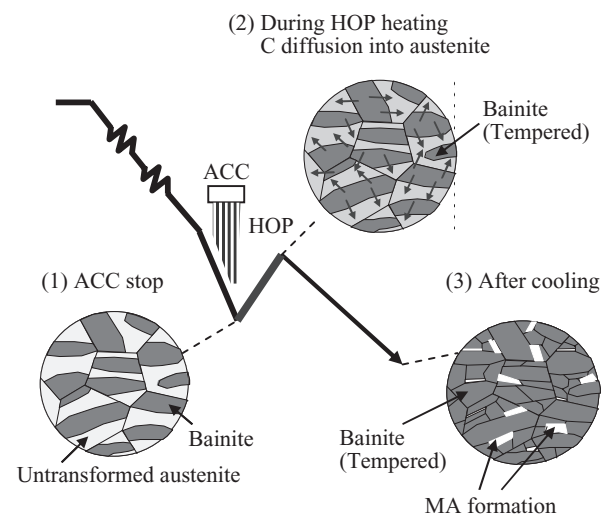 (2) During HOP heating
C diffusion into austenite
Bainite
(Tempered)
ACC
HOP
(1) ACC stop
(3) After cooling
Bainite
Untransformed austenite
Bainite
(Tempered)
MA formation